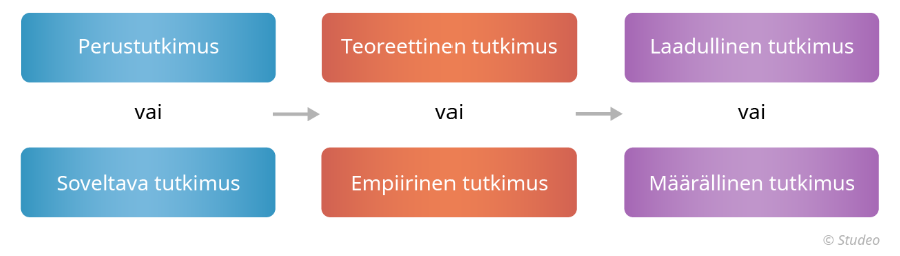 Perustutkimus
vai
Soveltava tutkimus
Teoreettinen tutkimus
vai
Empiirinen tutkimus
Laadullinen tutkimus
vai
Määrällinen tutkimus
© Studeo